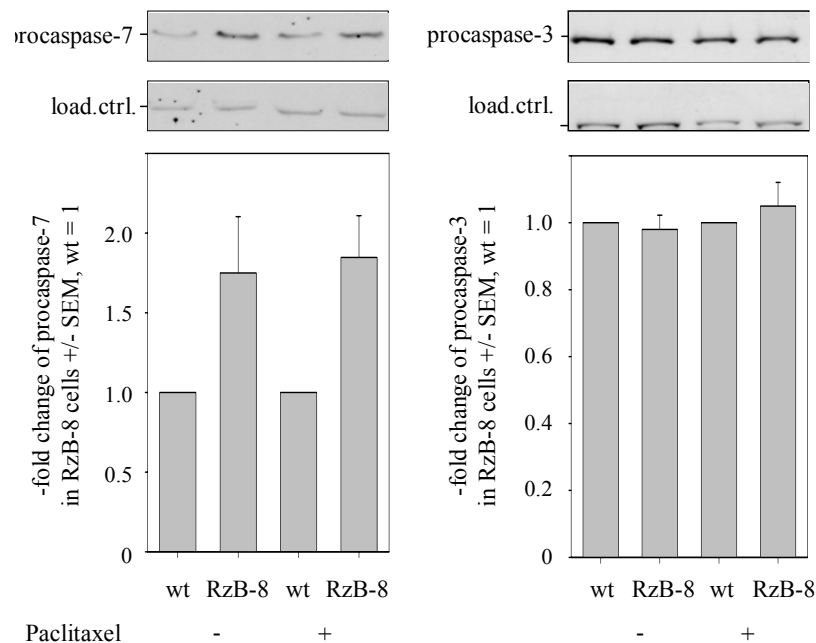 procaspase-7
load.ctrl.
-fold change of procaspase-7
in RzB-8 cells +/- SEM, wt = 1
2.0
1.5
1.0
0.5
0
wt RzB-8 wt RzB-8
Paclitaxel - +
procaspase-3
load.ctrl.
-fold change of procaspase-3
in RzB-8 cells +/- SEM, wt = 1
1.0
0.8
0.6
0.4
0.2
0
wt RzB-8 wt RzB-8
- +